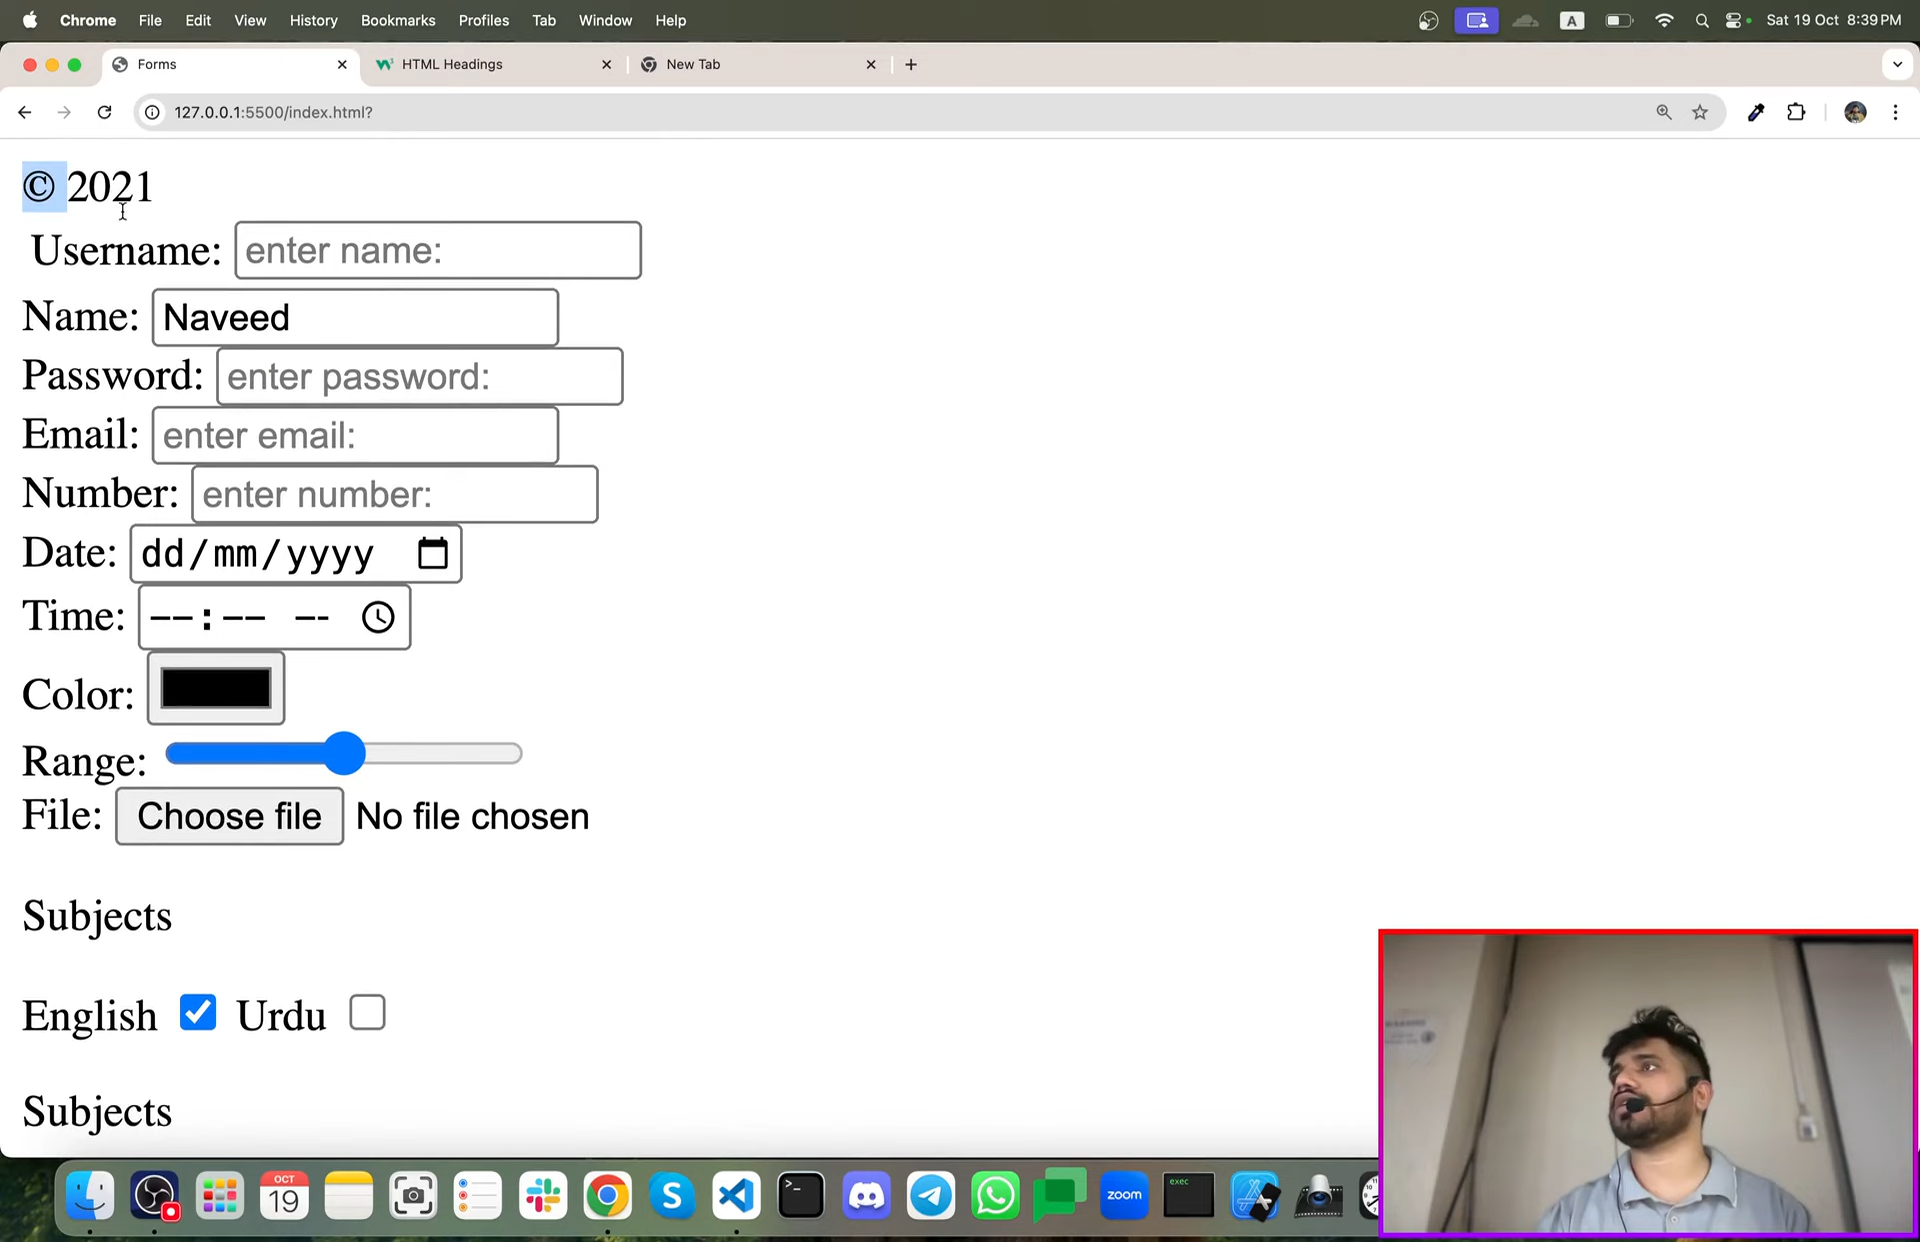 Chrome File Edit View History Bookmarks Profiles Tab Window Help A Sat 19 Oct 8:39 PM
Forms HTML Headings New Tab
127.0.0.1:5500/index.html?
© 2021
Username: enter name:
Name: Naveed
Password: enter password:
Email: enter email:
Number: enter number:
Date: dd/mm/yyyy
Time: --:-- --
Color:
Range:
File: Choose file No file chosen
Subjects
English Urdu
Subjects
OCT
19
S
zoom
exec